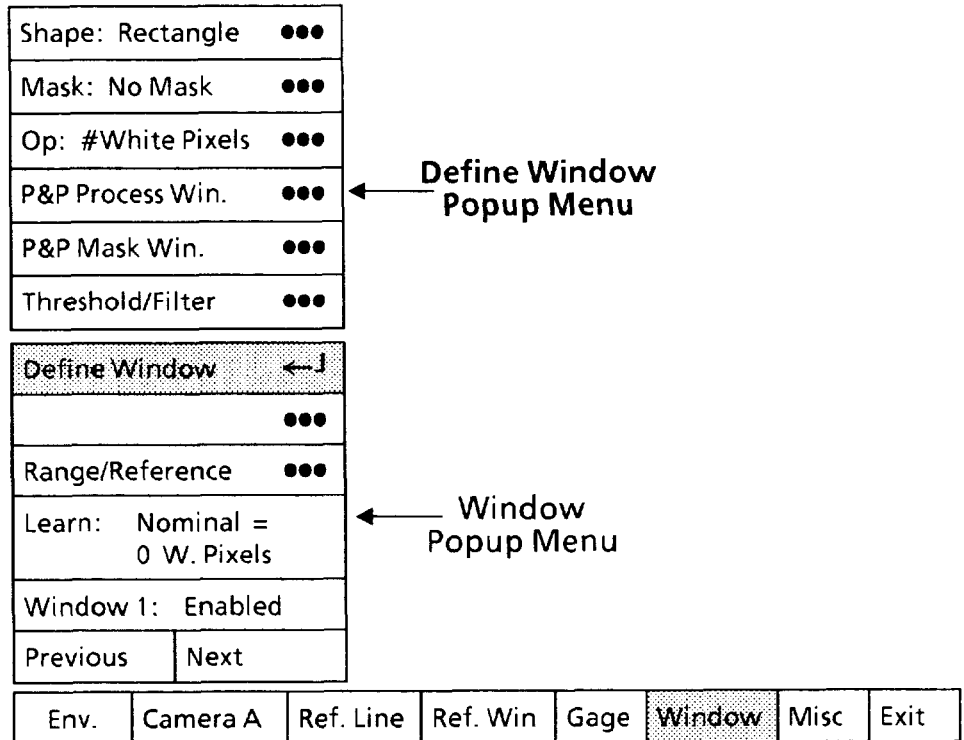 Shape: Rectangle •••
Mask: No Mask •••
Op: #White Pixels •••
P&P Process Win. •••
P&P Mask Win. •••
Threshold/Filter •••
Define Window
Popup Menu
Define Window ←┘
•••
Range/Reference •••
Learn: Nominal =
0 W. Pixels
Window 1: Enabled
Previous Next
Window
Popup Menu
Env. Camera A Ref. Line Ref. Win Gage Window Misc Exit